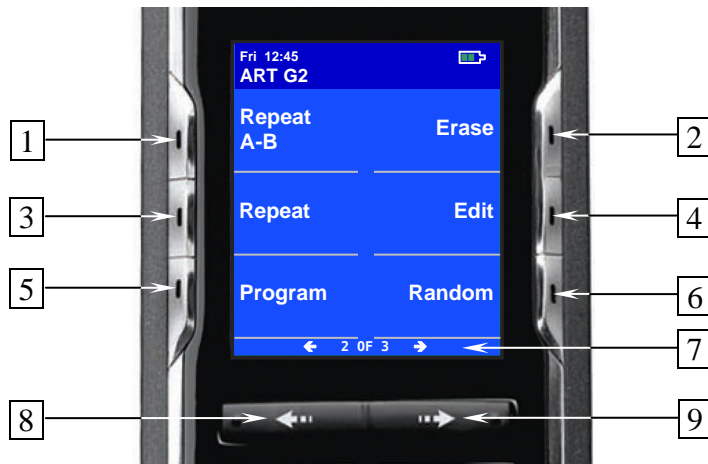 Fri 12:45
ART G2
Repeat
A-B
Erase
Repeat
Edit
Program
Random
2 OF 3
1
2
3
4
5
6
7
8
9